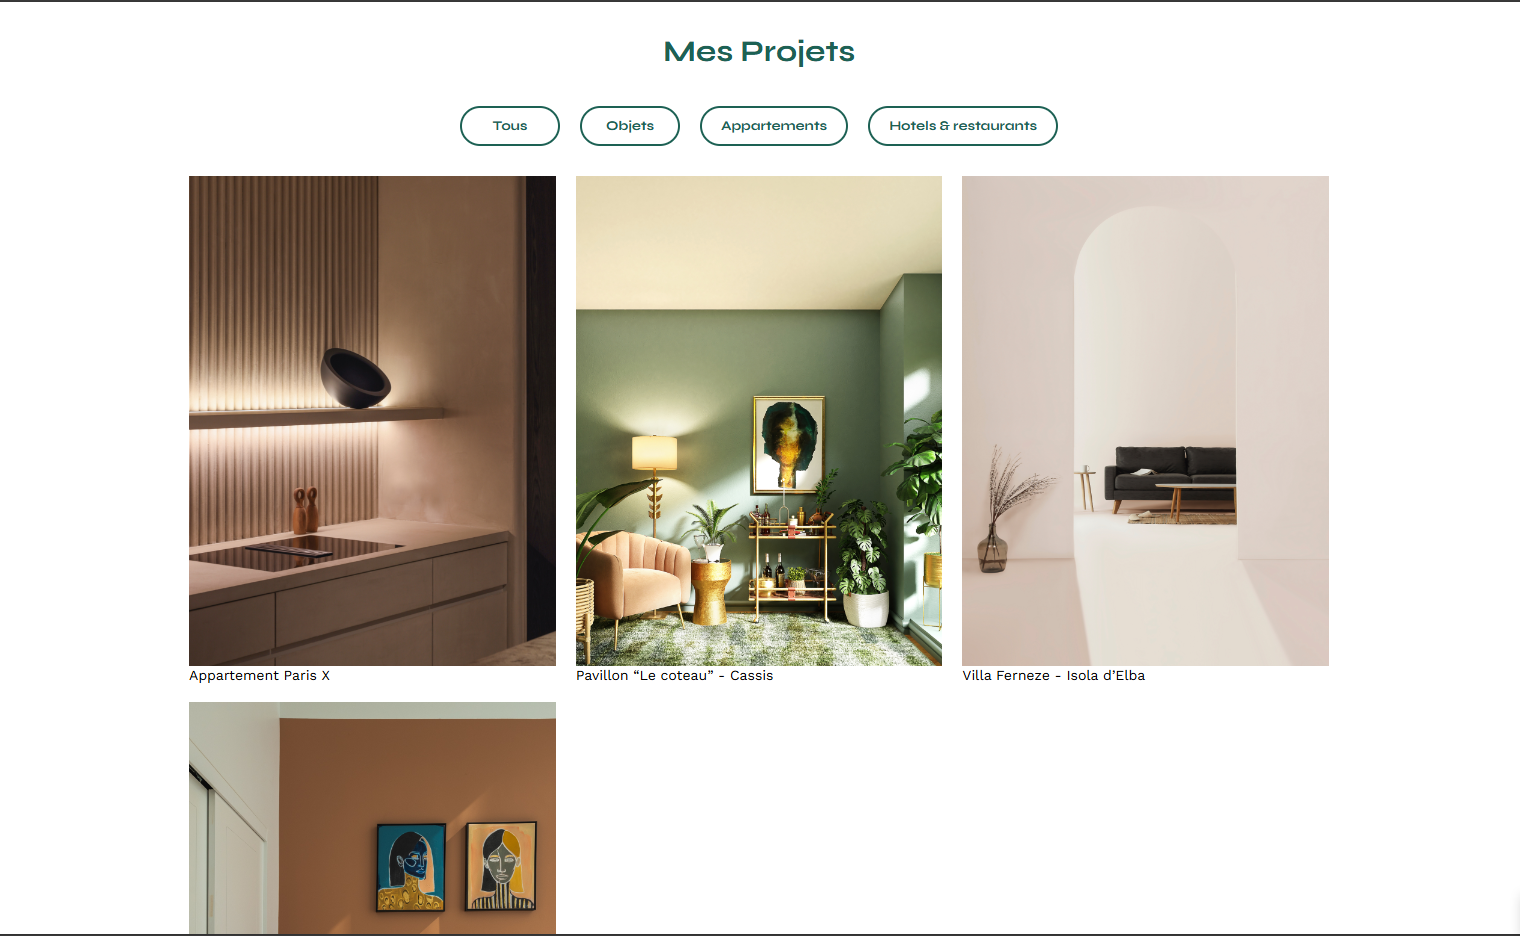 Mes Projets
Tous
Objets
Appartements
Hotels & restaurants
Appartement Paris X
Pavillon “Le coteau” - Cassis
Villa Ferneze - Isola d’Elba